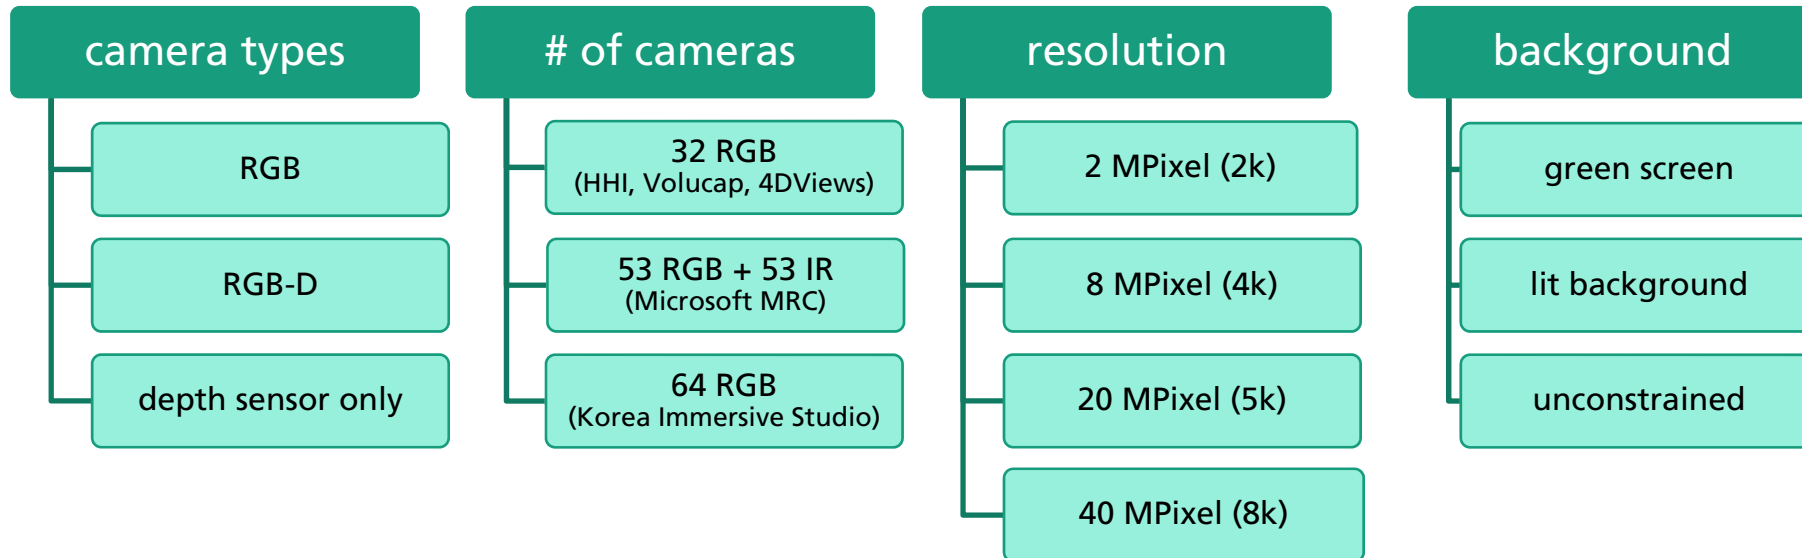 camera types
RGB
RGB-D
depth sensor only
# of cameras
32 RGB
(HHI, Volucap, 4DViews)
53 RGB + 53 IR
(Microsoft MRC)
64 RGB
(Korea Immersive Studio)
resolution
2 MPixel (2k)
8 MPixel (4k)
20 MPixel (5k)
40 MPixel (8k)
background
green screen
lit background
unconstrained